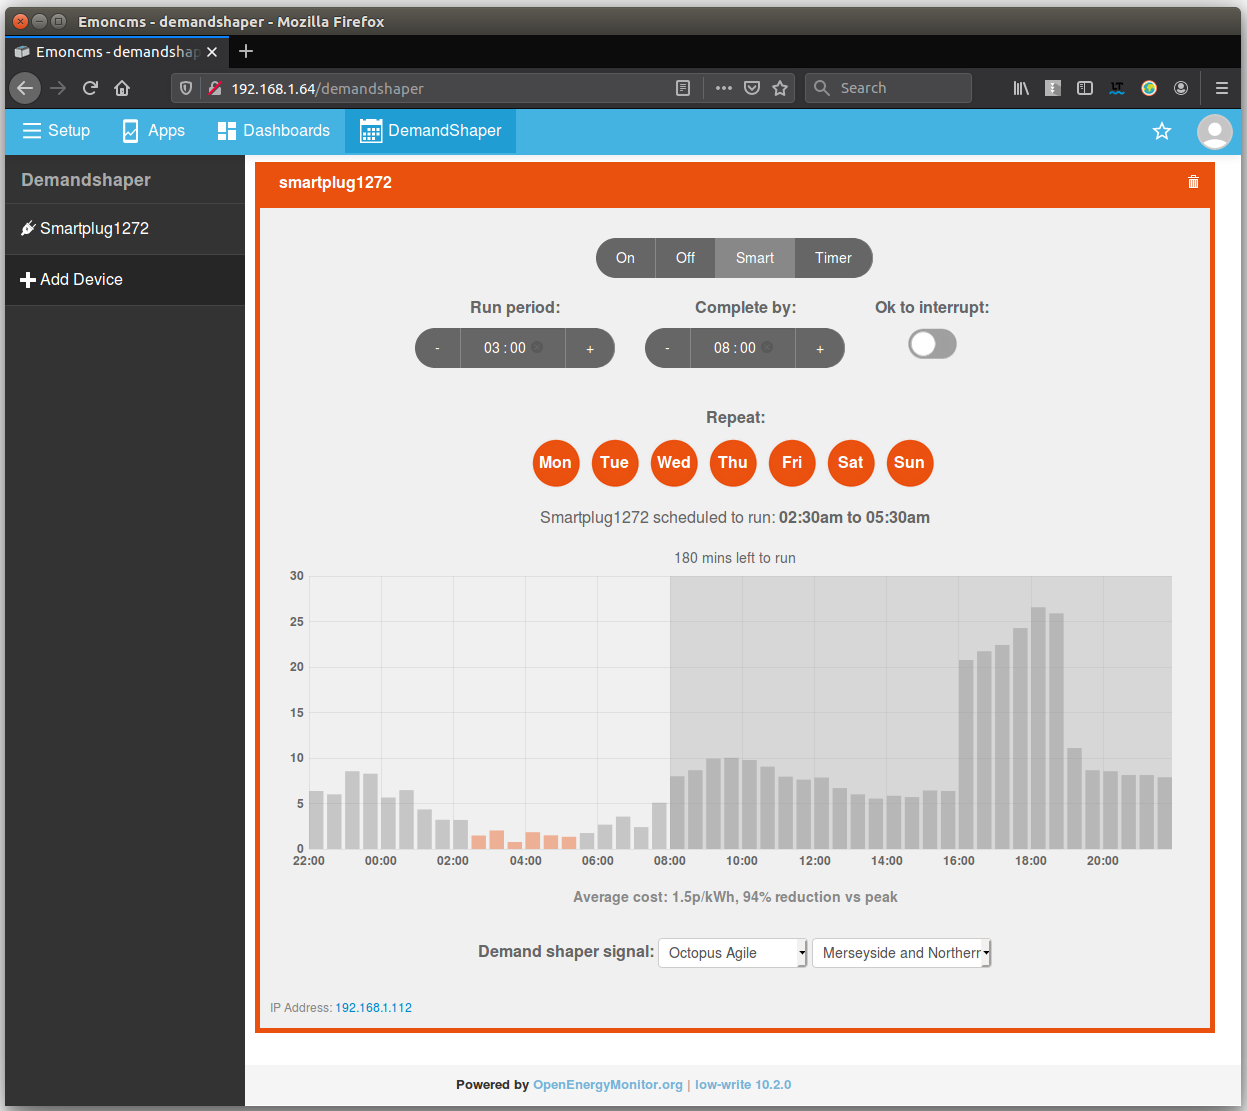 Emoncms - demandshaper - Mozilla Firefox
Emoncms - demandshap
192.168.1.64/demandshaper
Search
Setup Apps Dashboards DemandShaper
Demandshaper
Smartplug1272
Add Device
smartplug1272
On Off Smart Timer
Run period: Complete by: Ok to interrupt:
- 03 : 00 + - 08 : 00 +
Repeat:
Mon Tue Wed Thu Fri Sat Sun
Smartplug1272 scheduled to run: 02:30am to 05:30am
180 mins left to run
30
25
20
15
10
5
0
22:00 00:00 02:00 04:00 06:00 08:00 10:00 12:00 14:00 16:00 18:00 20:00
Average cost: 1.5p/kWh, 94% reduction vs peak
Demand shaper signal: Octopus Agile Merseyside and Northern
IP Address: 192.168.1.112
Powered by OpenEnergyMonitor.org | low-write 10.2.0